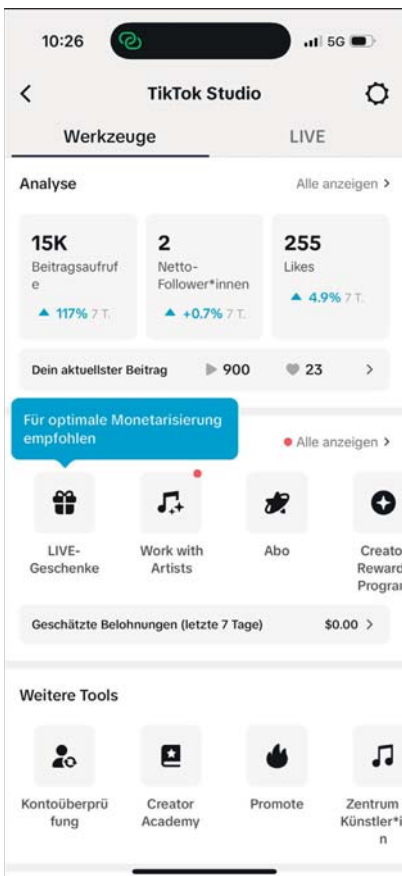 10:26
5G
TikTok Studio
Werkzeuge
LIVE
Analyse
Alle anzeigen >
15K
Beitragsaufruf
e
117% 7 T.
2
Netto-
Follower*innen
+0.7% 7 T.
255
Likes
4.9% 7 T.
Dein aktuellster Beitrag 900 23 >
Für optimale Monetarisierung
empfohlen
Alle anzeigen >
LIVE-
Geschenke
Work with
Artists
Abo
Creato
Reward
Progra
Geschätzte Belohnungen (letzte 7 Tage) $0.00 >
Weitere Tools
Kontoüberprü
fung
Creator
Academy
Promote
Zentrum
Künstler*i
n